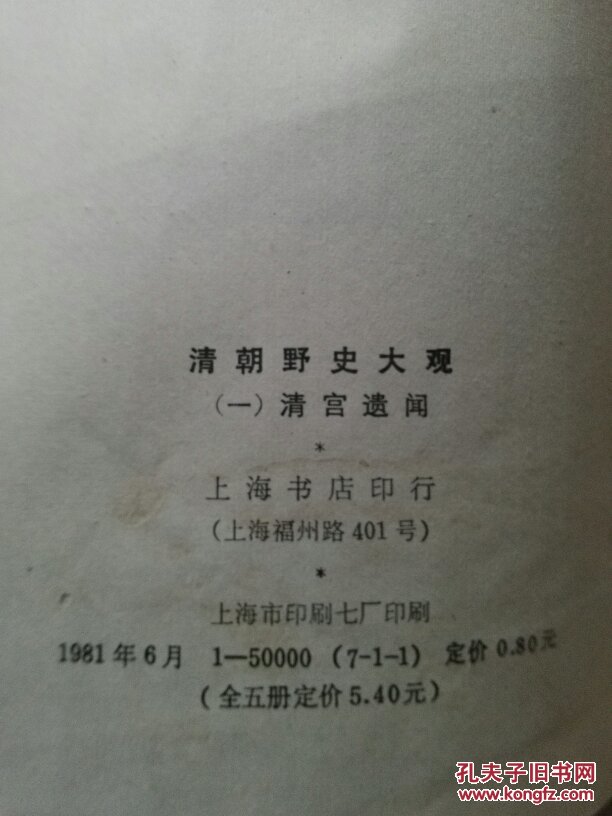 清朝野史大观
(一)清宫遗闻
*
上海书店印行
(上海福州路401号)
*
上海市印刷七厂印刷
1981年6月 1—50000 (7-1-1) 定价 0.80元
(全五册定价5.40元)
孔夫子旧书网
www.kongfz.com